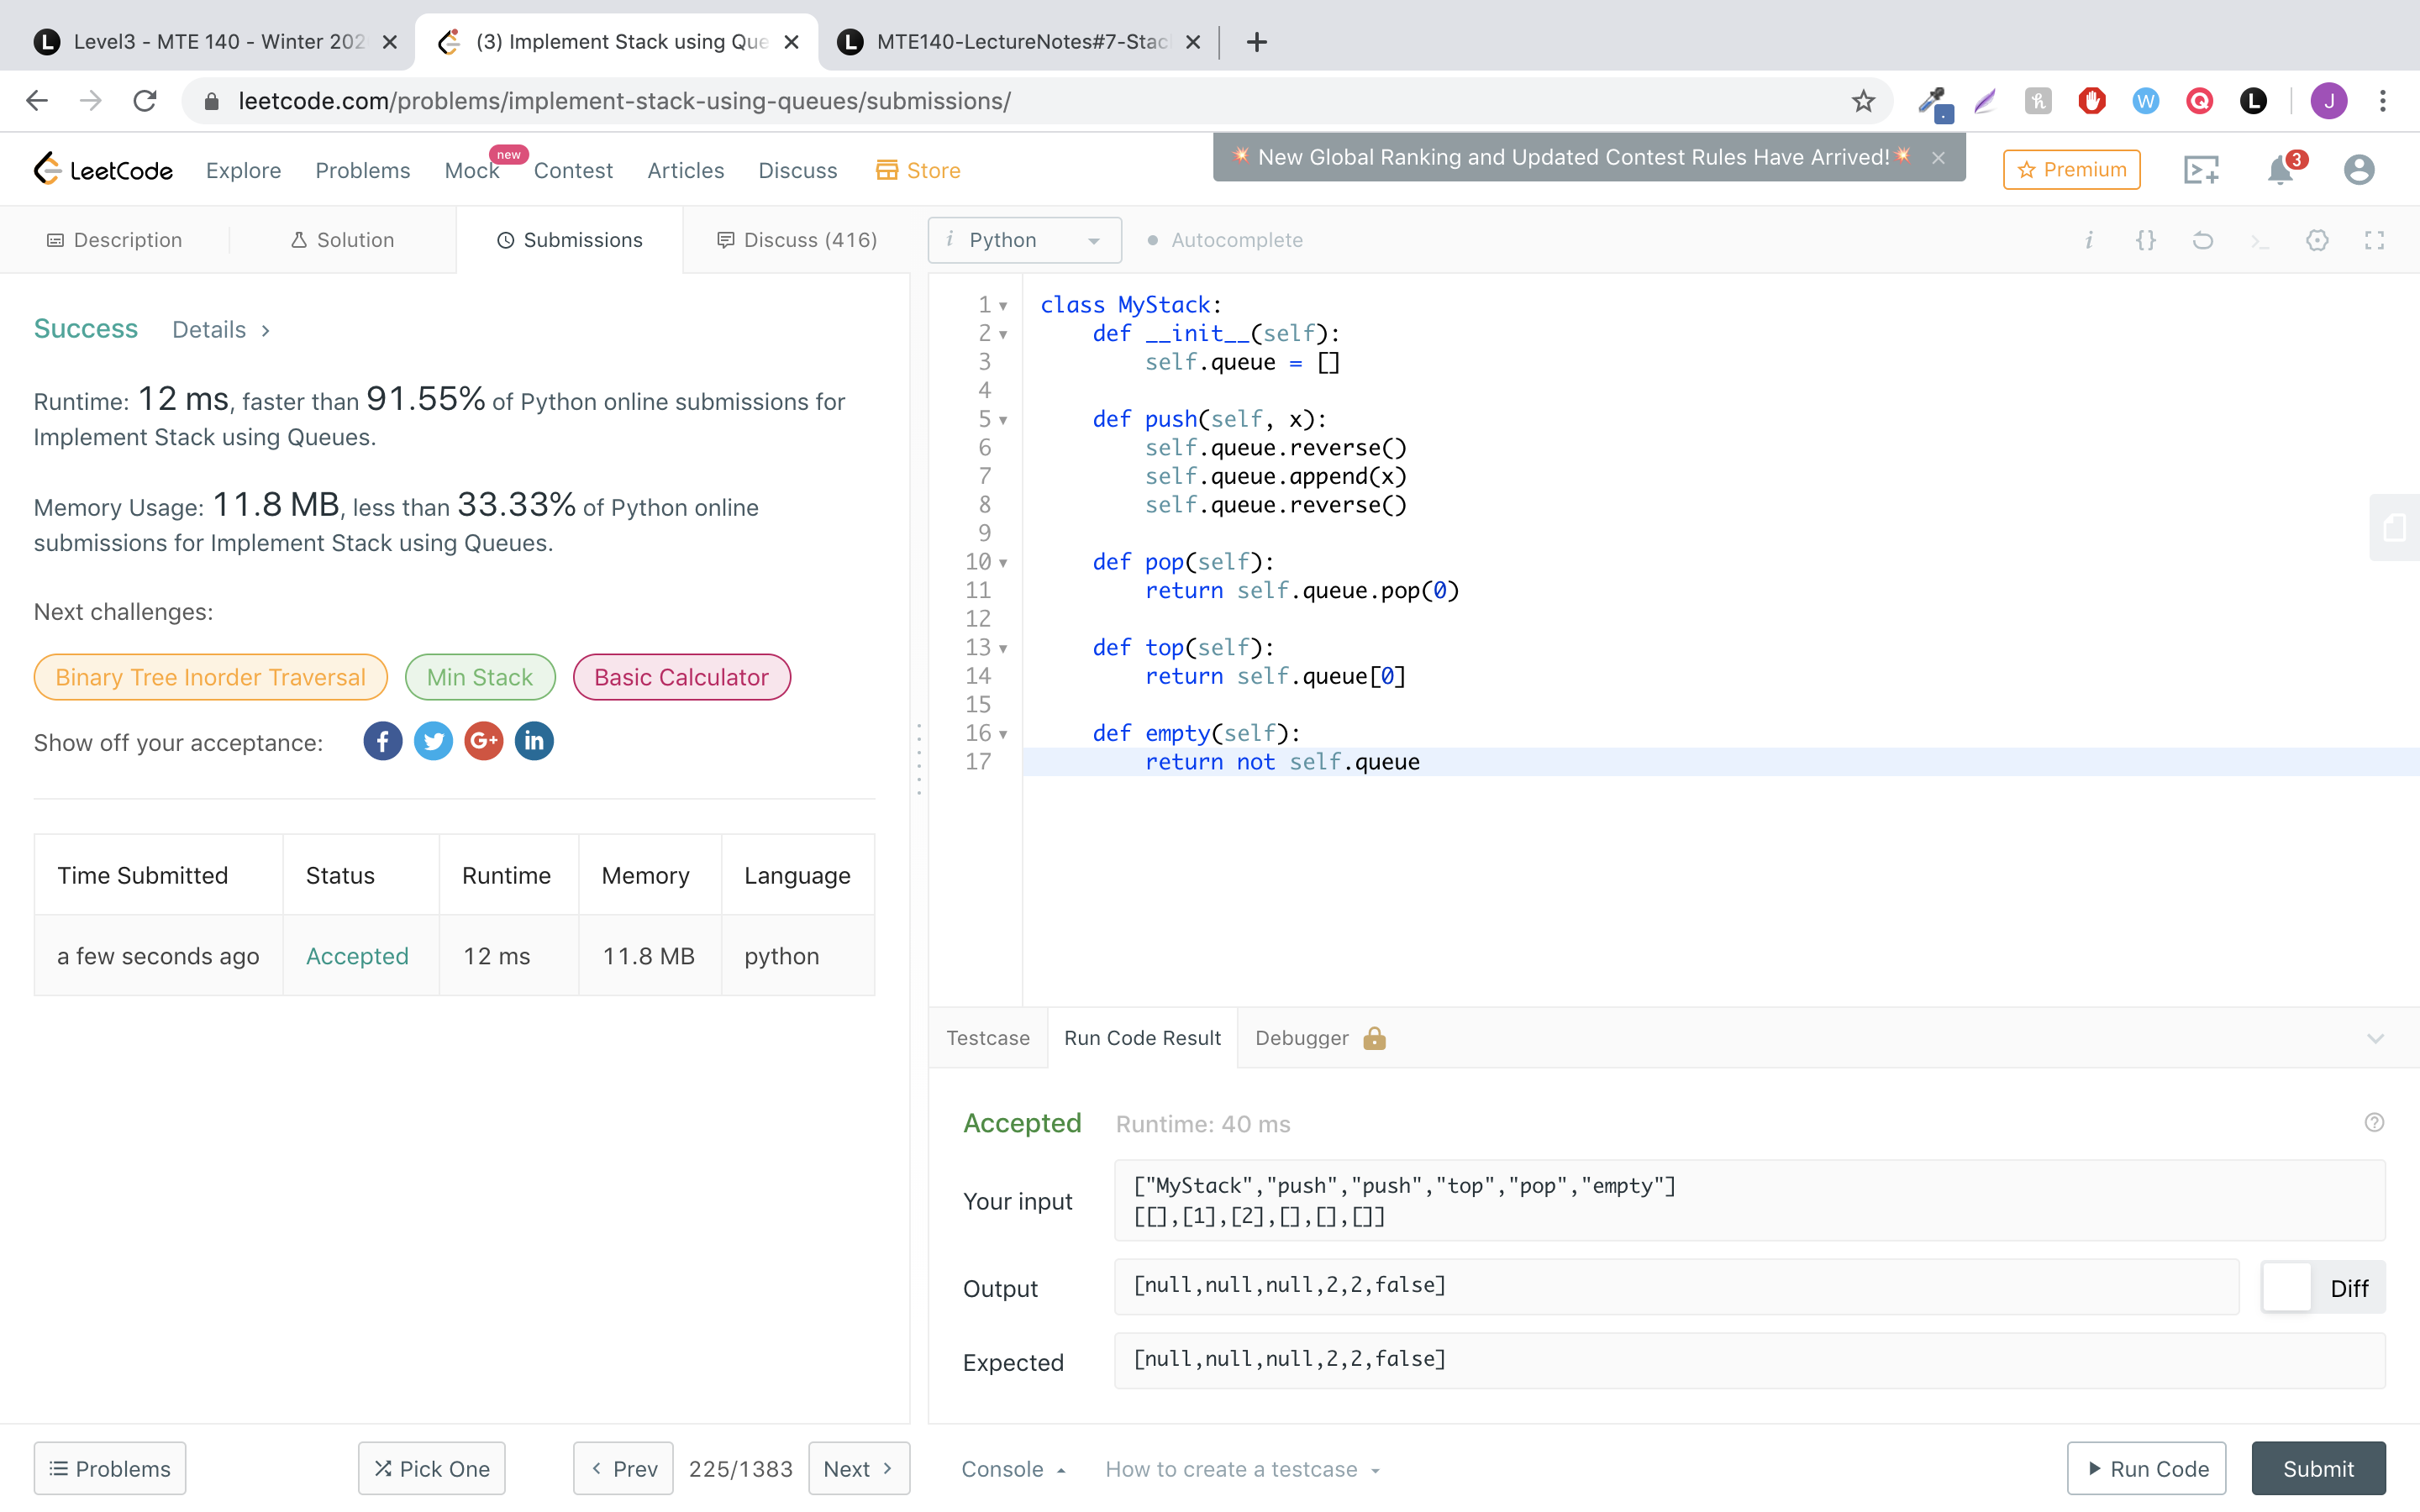 Level3 - MTE 140 - Winter 202
(3) Implement Stack using Que
MTE140-LectureNotes#7-Stac
leetcode.com/problems/implement-stack-using-queues/submissions/
J
LeetCode
Explore
Problems
Mock
new
Contest
Articles
Discuss
Store
💥 New Global Ranking and Updated Contest Rules Have Arrived!💥
Premium
3
Description
Solution
Submissions
Discuss (416)
i Python
Autocomplete
Success Details >
Runtime: 12 ms, faster than 91.55% of Python online submissions for
Implement Stack using Queues.
Memory Usage: 11.8 MB, less than 33.33% of Python online
submissions for Implement Stack using Queues.
Next challenges:
Binary Tree Inorder Traversal
Min Stack
Basic Calculator
Show off your acceptance:
Time Submitted Status Runtime Memory Language
a few seconds ago Accepted 12 ms 11.8 MB python
1 class MyStack:
2 def __init__(self):
3 self.queue = []
4
5 def push(self, x):
6 self.queue.reverse()
7 self.queue.append(x)
8 self.queue.reverse()
9
10 def pop(self):
11 return self.queue.pop(0)
12
13 def top(self):
14 return self.queue[0]
15
16 def empty(self):
17 return not self.queue
Testcase
Run Code Result
Debugger
Accepted Runtime: 40 ms
Your input
["MyStack","push","push","top","pop","empty"]
[[],[1],[2],[],[],[]]
Output
[null,null,null,2,2,false]
Diff
Expected
[null,null,null,2,2,false]
Problems
Pick One
Prev
225/1383
Next
Console
How to create a testcase
Run Code
Submit